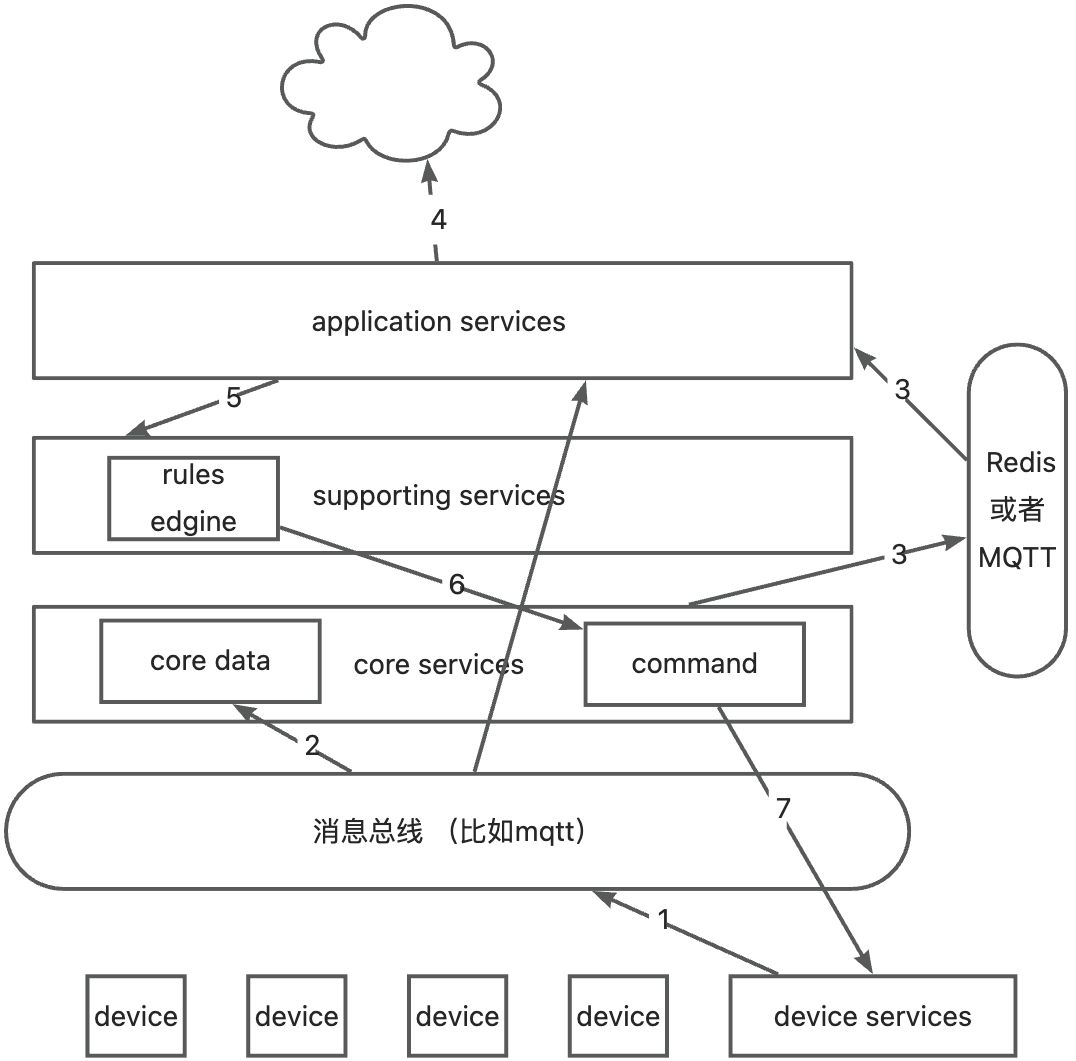 4
application services
5
3
rules
edgine
supporting services
Redis
或者
MQTT
3
6
core data
core services
command
2
7
消息总线 （比如mqtt）
1
device
device
device
device
device services